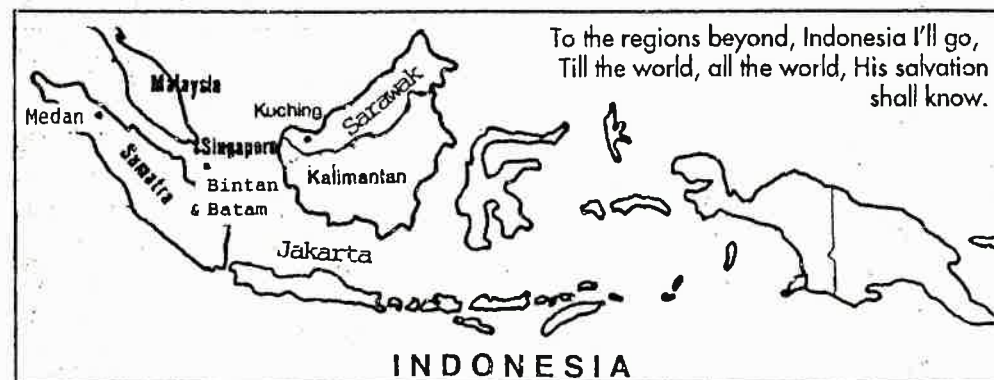 To the regions beyond, Indonesia I'll go,
Till the world, all the world, His salvation
shall know.
Malaysia
Medan
Kuching
Sarawak
Singapore
Sumatra
Kalimantan
Bintan
& Batam
Jakarta
INDONESIA